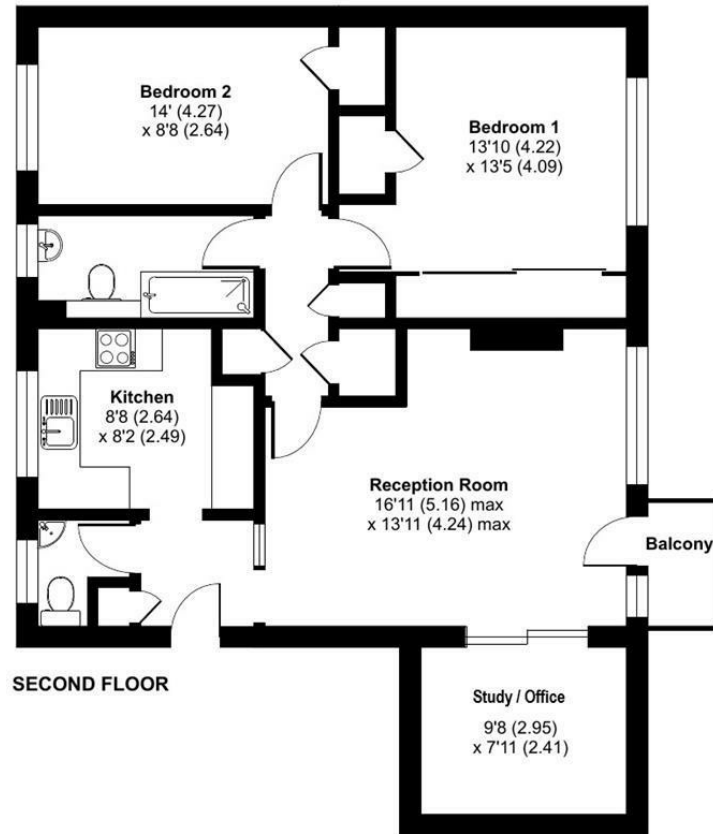 Bedroom 2
14' (4.27)
x 8'8 (2.64)
Bedroom 1
13'10 (4.22)
x 13'5 (4.09)
Kitchen
8'8 (2.64)
x 8'2 (2.49)
Reception Room
16'11 (5.16) max
x 13'11 (4.24) max
Balcony
SECOND FLOOR
Study / Office
9'8 (2.95)
x 7'11 (2.41)